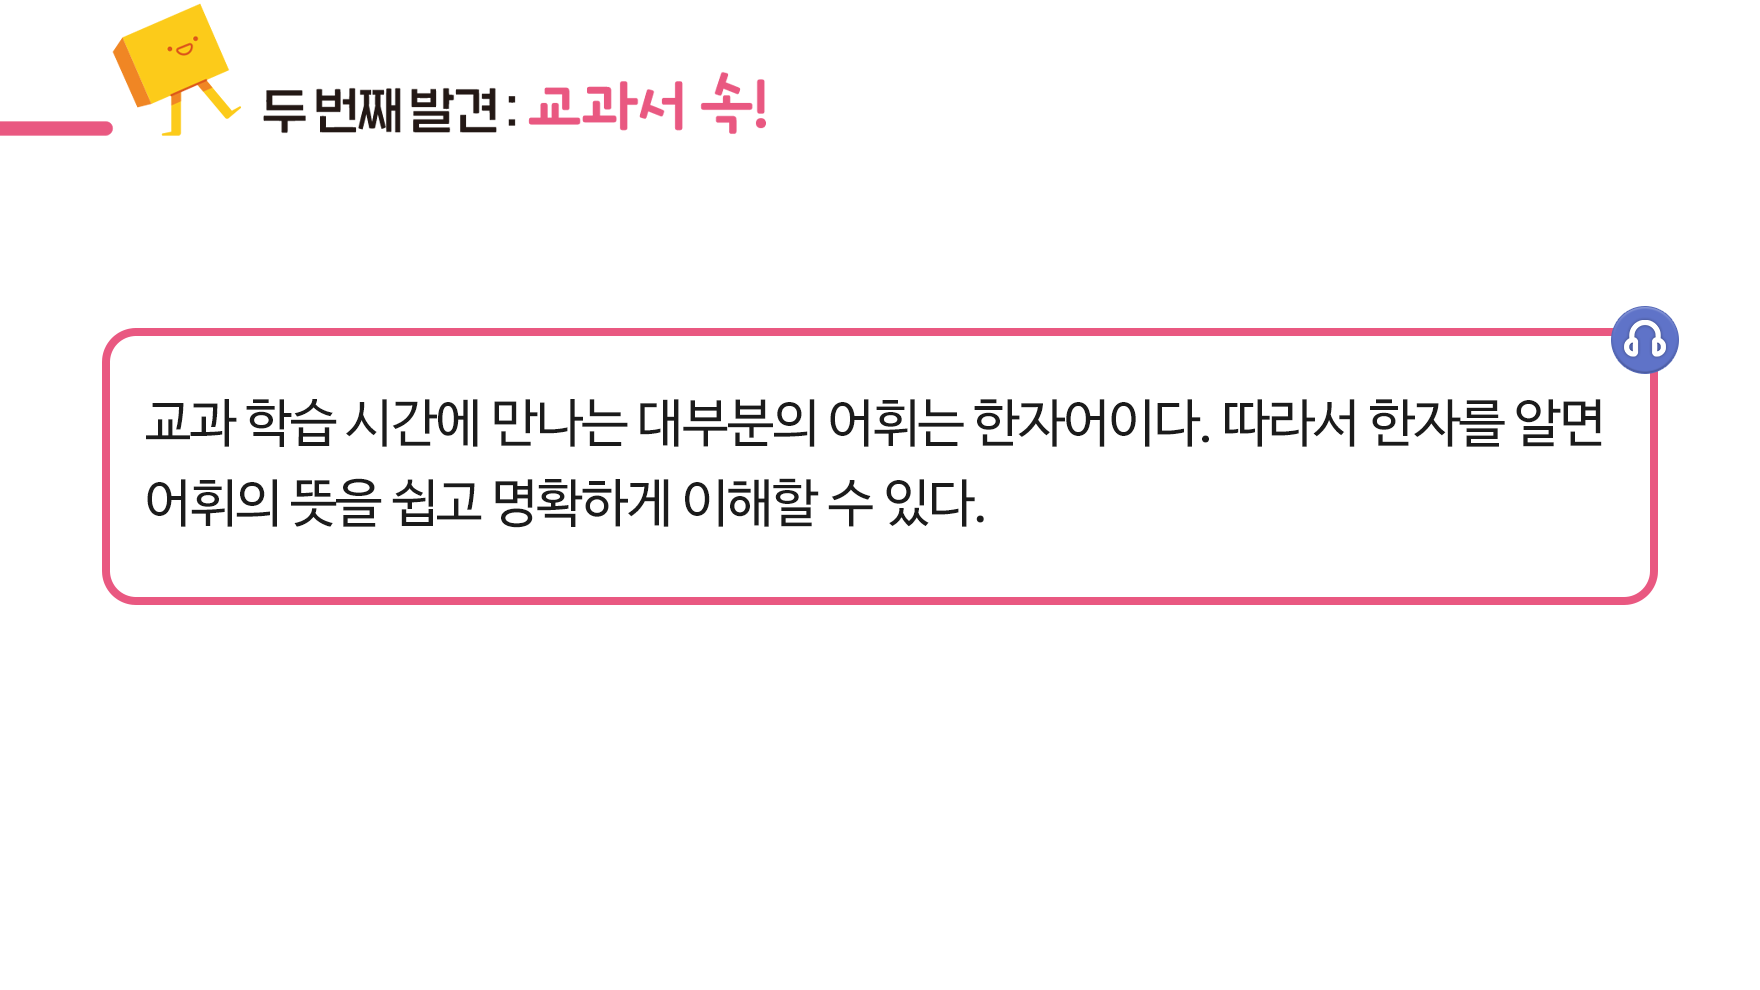 두 번째 발견 : 교과서 속!
교과 학습 시간에 만나는 대부분의 어휘는 한자어이다. 따라서 한자를 알면
어휘의 뜻을 쉽고 명확하게 이해할 수 있다.